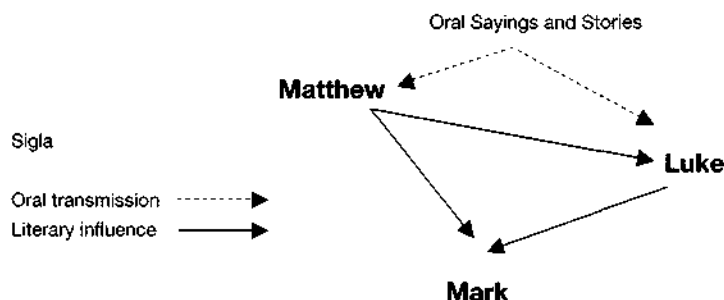 Oral Sayings and Stories
Matthew
Sigla
Luke
Oral transmission
Literary influence
Mark